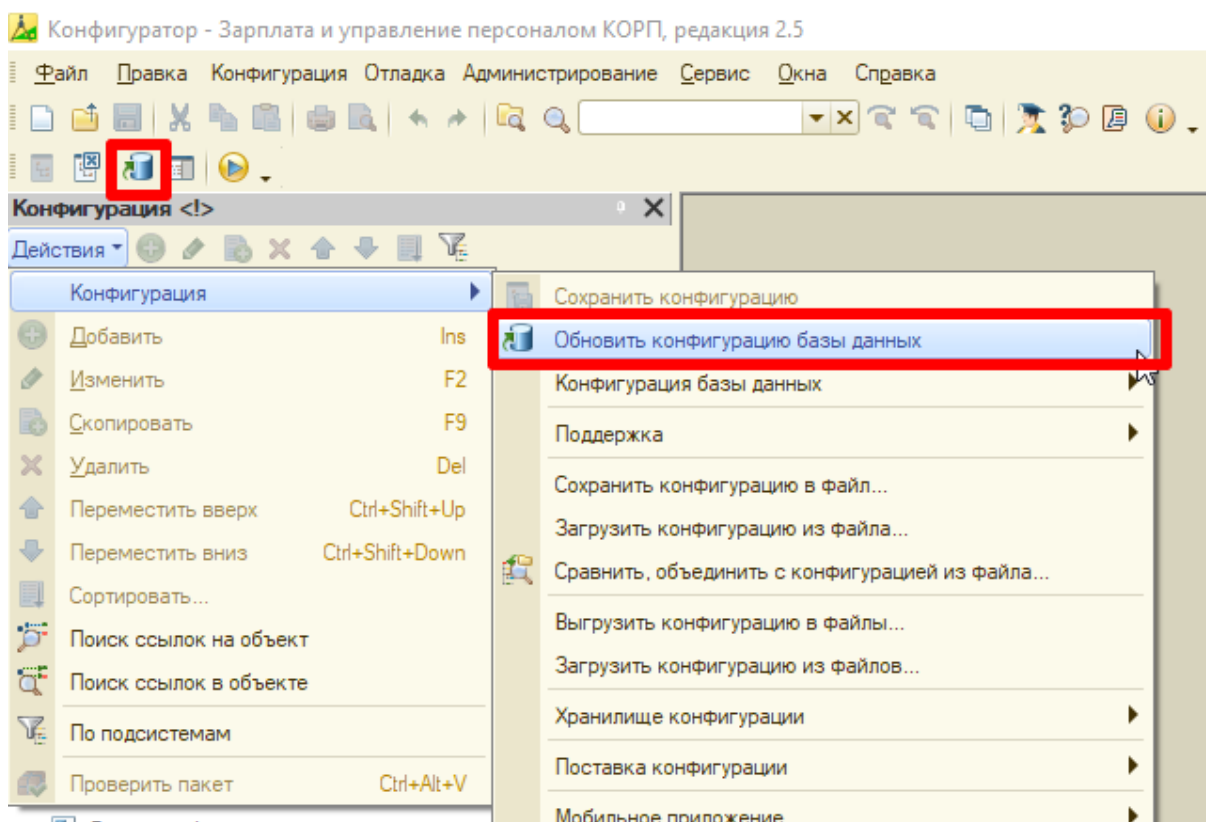 Конфигуратор - Зарплата и управление персоналом КОРП, редакция 2.5
Файл Правка Конфигурация Отладка Администрирование Сервис Окна Справка
Конфигурация <!>
Действия
Конфигурация
Добавить Ins
Изменить F2
Скопировать F9
Удалить Del
Переместить вверх Ctrl+Shift+Up
Переместить вниз Ctrl+Shift+Down
Сортировать...
Поиск ссылок на объект
Поиск ссылок в объекте
По подсистемам
Проверить пакет Ctrl+Alt+V
Сохранить конфигурацию
Обновить конфигурацию базы данных
Конфигурация базы данных
Поддержка
Сохранить конфигурацию в файл...
Загрузить конфигурацию из файла...
Сравнить, объединить с конфигурацией из файла...
Выгрузить конфигурацию в файлы...
Загрузить конфигурацию из файлов...
Хранилище конфигурации
Поставка конфигурации
Мобильное приложение